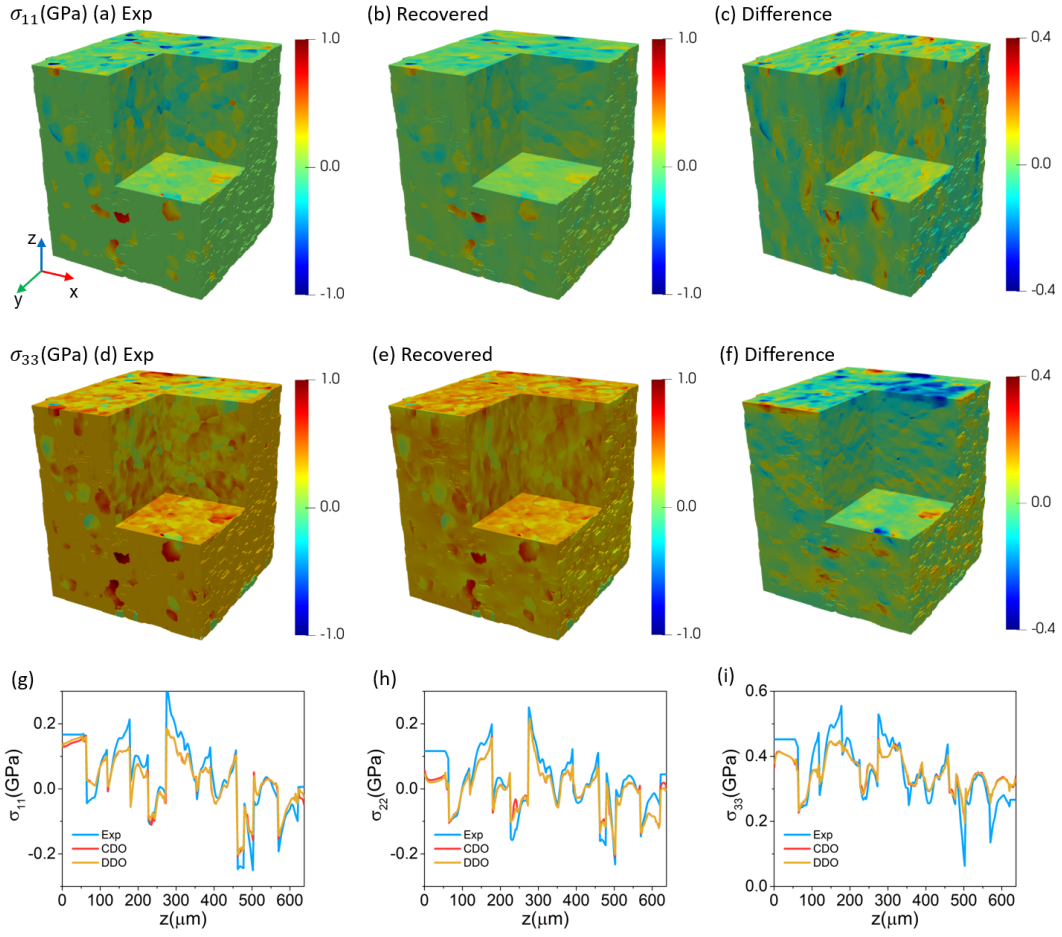 σ₁₁(GPa) (a) Exp
(b) Recovered
(c) Difference
1.0
0.0
-1.0
1.0
0.0
-1.0
0.4
0.0
-0.4
z
y
x
σ₃₃(GPa) (d) Exp
(e) Recovered
(f) Difference
1.0
0.0
-1.0
1.0
0.0
-1.0
0.4
0.0
-0.4
(g)
σ₁₁(GPa)
0.2
0.0
-0.2
Exp
CDO
DDO
0 100 200 300 400 500 600
z(μm)
(h)
σ₂₂(GPa)
0.2
0.0
-0.2
Exp
CDO
DDO
0 100 200 300 400 500 600
z(μm)
(i)
σ₃₃(GPa)
0.6
0.4
0.2
0.0
Exp
CDO
DDO
0 100 200 300 400 500 600
z(μm)